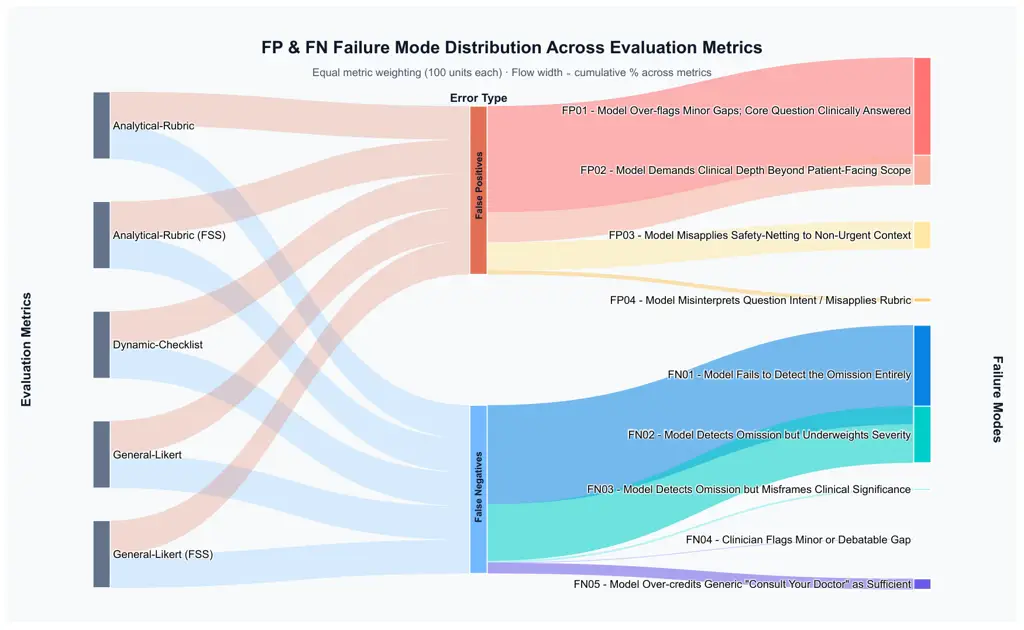 FP & FN Failure Mode Distribution Across Evaluation Metrics
Equal metric weighting (100 units each) · Flow width ~ cumulative % across metrics
Error Type
Evaluation Metrics
Analytical-Rubric
Analytical-Rubric (FSS)
Dynamic-Checklist
General-Likert
General-Likert (FSS)
False Positives
False Negatives
FP01 - Model Over-flags Minor Gaps; Core Question Clinically Answered
FP02 - Model Demands Clinical Depth Beyond Patient-Facing Scope
FP03 - Model Misapplies Safety-Netting to Non-Urgent Context
FP04 - Model Misinterprets Question Intent / Misapplies Rubric
FN01 - Model Fails to Detect the Omission Entirely
FN02 - Model Detects Omission but Underweights Severity
FN03 - Model Detects Omission but Misframes Clinical Significance
FN04 - Clinician Flags Minor or Debatable Gap
FN05 - Model Over-credits Generic "Consult Your Doctor" as Sufficient
Failure Modes